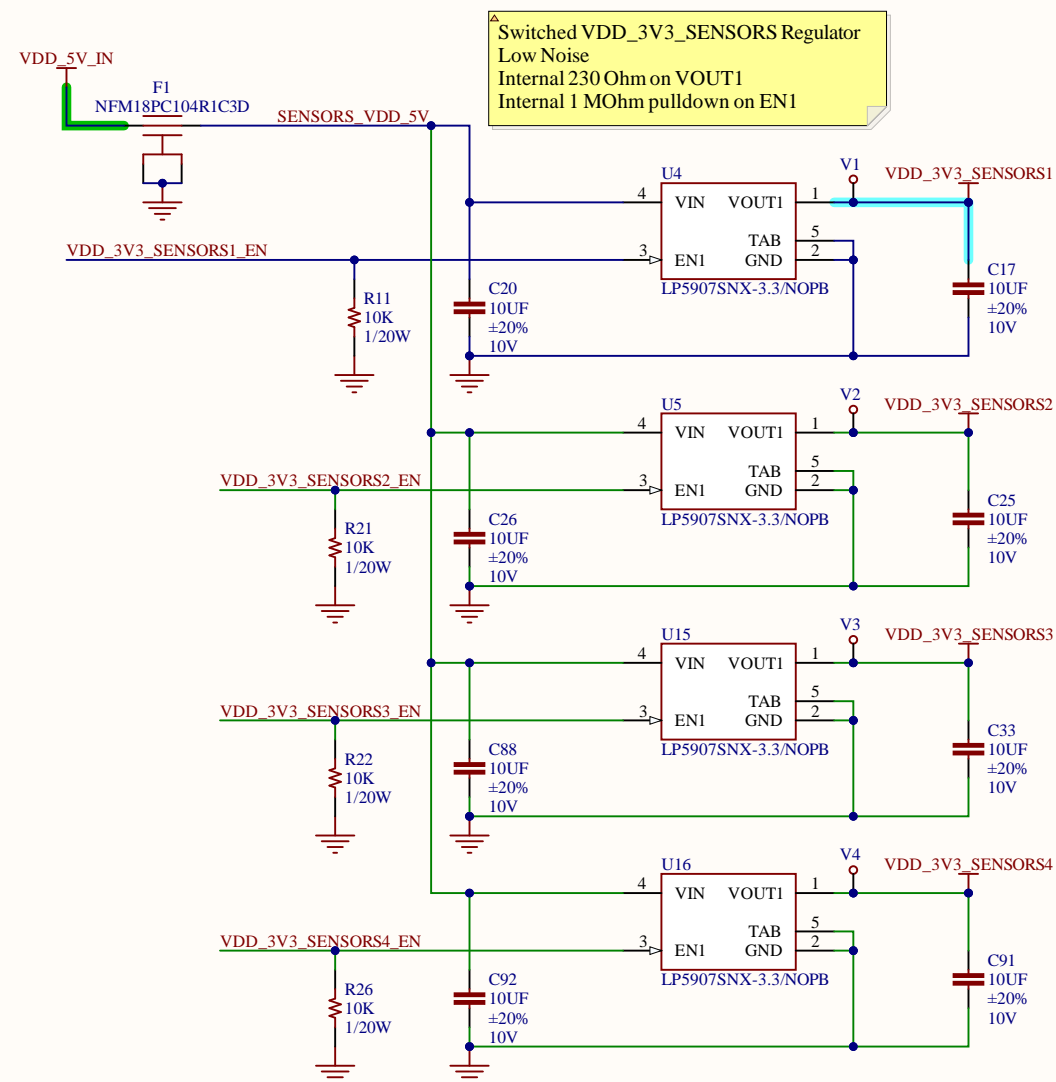 Switched VDD_3V3_SENSORS Regulator
Low Noise
Internal 230 Ohm on VOUT1
Internal 1 MOhm pulldown on EN1
VDD_5V_IN
F1
NFM18PC104R1C3D
SENSORS_VDD_5V
U4
V1
VDD_3V3_SENSORS1
4
VIN
VOUT1
1
TAB
5
VDD_3V3_SENSORS1_EN
3
EN1
GND
2
LP5907SNX-3.3/NOPB
R11
10K
1/20W
C20
10UF
±20%
10V
C17
10UF
±20%
10V
U5
V2
VDD_3V3_SENSORS2
4
VIN
VOUT1
1
TAB
5
VDD_3V3_SENSORS2_EN
3
EN1
GND
2
LP5907SNX-3.3/NOPB
R21
10K
1/20W
C26
10UF
±20%
10V
C25
10UF
±20%
10V
U15
V3
VDD_3V3_SENSORS3
4
VIN
VOUT1
1
TAB
5
VDD_3V3_SENSORS3_EN
3
EN1
GND
2
LP5907SNX-3.3/NOPB
R22
10K
1/20W
C88
10UF
±20%
10V
C33
10UF
±20%
10V
U16
V4
VDD_3V3_SENSORS4
4
VIN
VOUT1
1
TAB
5
VDD_3V3_SENSORS4_EN
3
EN1
GND
2
LP5907SNX-3.3/NOPB
R26
10K
1/20W
C92
10UF
±20%
10V
C91
10UF
±20%
10V